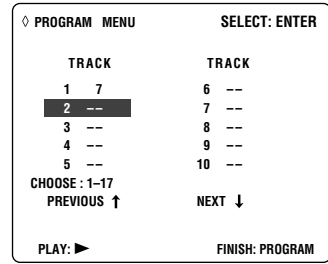 ◊ PROGRAM MENU SELECT: ENTER
TRACK TRACK
1 7 6 --
2 -- 7 --
3 -- 8 --
4 -- 9 --
5 -- 10 --
CHOOSE : 1–17
PREVIOUS ↑ NEXT ↓
PLAY: ► FINISH: PROGRAM